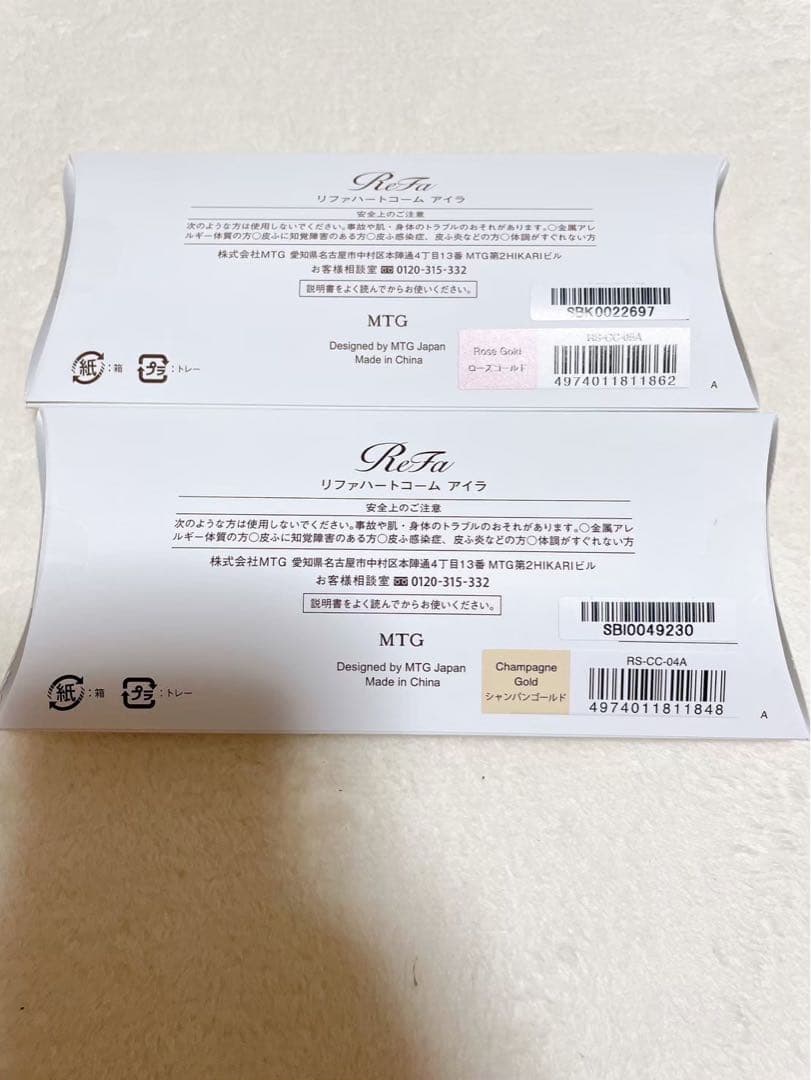 ReFa
リファハートコーム アイラ
安全上のご注意
次のような方は使用しないでください。事故や肌・身体のトラブルのおそれがあります。○金属アレ
ルギー体質の方○皮ふに知覚障害のある方○皮ふ感染症、皮ふ炎などの方○体調がすぐれない方
株式会社MTG 愛知県名古屋市中村区本陣通4丁目13番 MTG第2HIKARIビル
お客様相談室 0120-315-332
説明書をよく読んでからお使いください。
SBK0022697
MTG
Designed by MTG Japan
Made in China
Rose Gold
ローズゴールド
4974011811862
紙:箱
プラ:トレー
A
ReFa
リファハートコーム アイラ
安全上のご注意
次のような方は使用しないでください。事故や肌・身体のトラブルのおそれがあります。○金属アレ
ルギー体質の方○皮ふに知覚障害のある方○皮ふ感染症、皮ふ炎などの方○体調がすぐれない方
株式会社MTG 愛知県名古屋市中村区本陣通4丁目13番 MTG第2HIKARIビル
お客様相談室 0120-315-332
説明書をよく読んでからお使いください。
SBI0049230
MTG
Designed by MTG Japan
Made in China
Champagne
Gold
シャンパンゴールド
RS-CC-04A
4974011811848
紙:箱
プラ:トレー
A